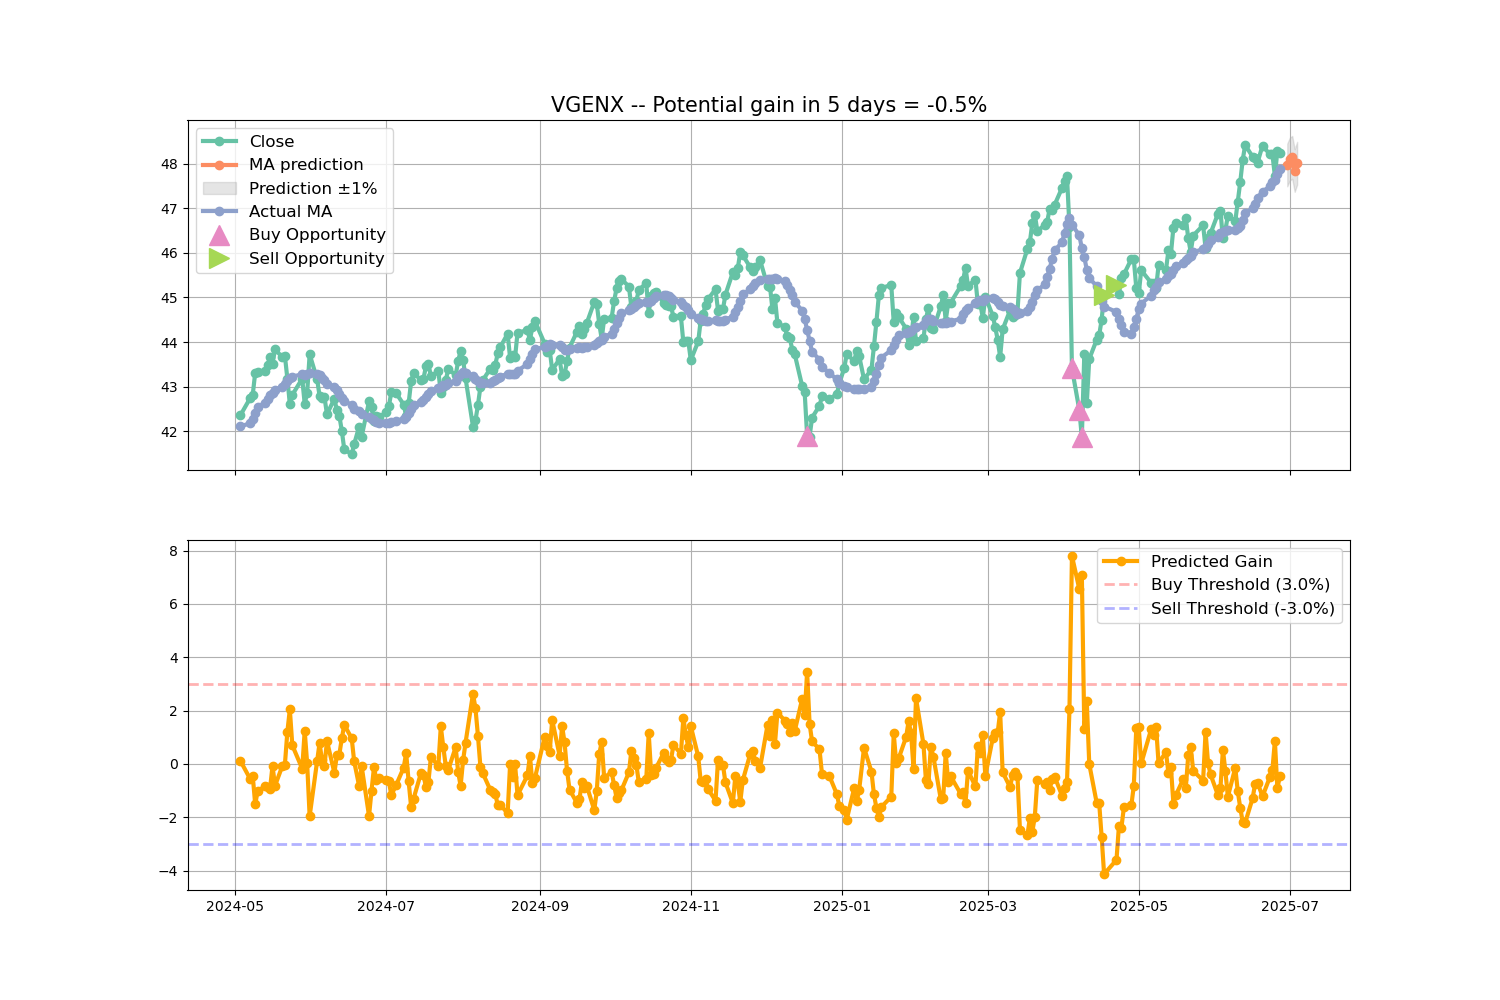 VGENX -- Potential gain in 5 days = -0.5%
Close
MA prediction
Prediction ±1%
Actual MA
Buy Opportunity
Sell Opportunity
48
47
46
45
44
43
42
Predicted Gain
Buy Threshold (3.0%)
Sell Threshold (-3.0%)
8
6
4
2
0
−2
−4
2024-05 2024-07 2024-09 2024-11 2025-01 2025-03 2025-05 2025-07